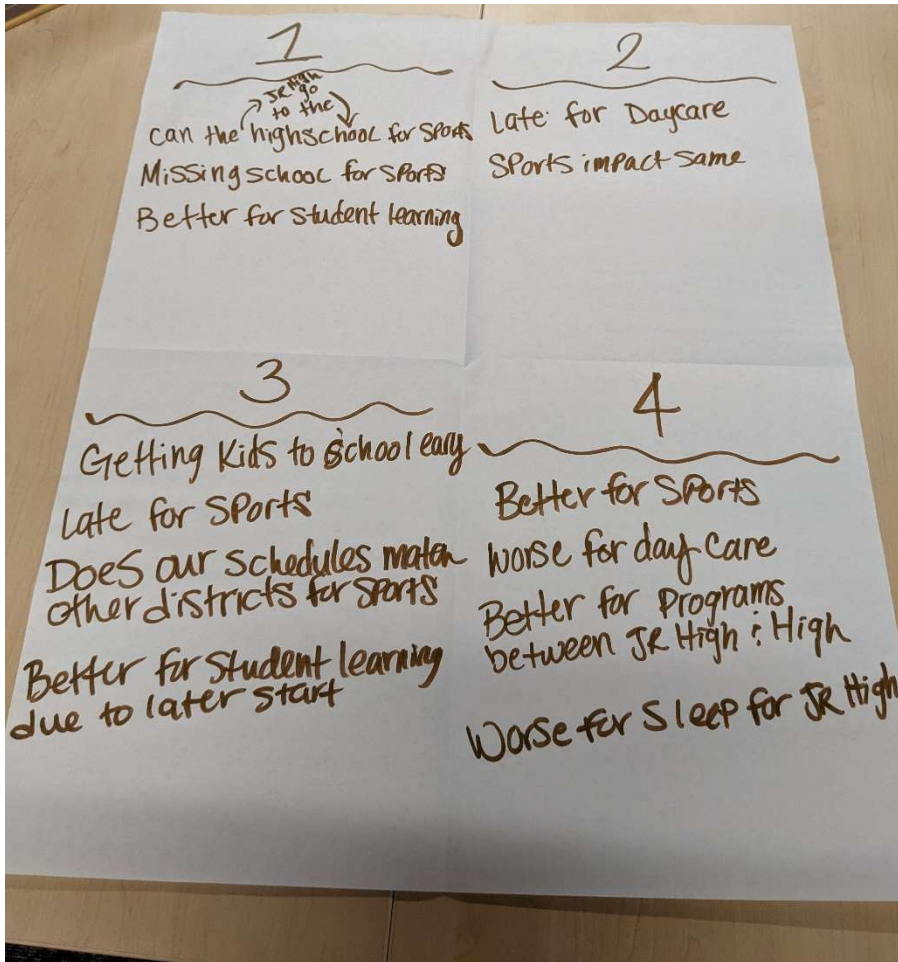 1
JR High go
to the
Can the highschool for Sports
Missing school for Sports
Better for student learning
2
Late for Daycare
Sports impact same
3
Getting Kids to school eary
Late for Sports
Does our schedules match
other districts for sports
Better for student learning
due to later start
4
Better for Sports
Worse for day care
Better for Programs
between JR High & High
Worse for Sleep for JR High